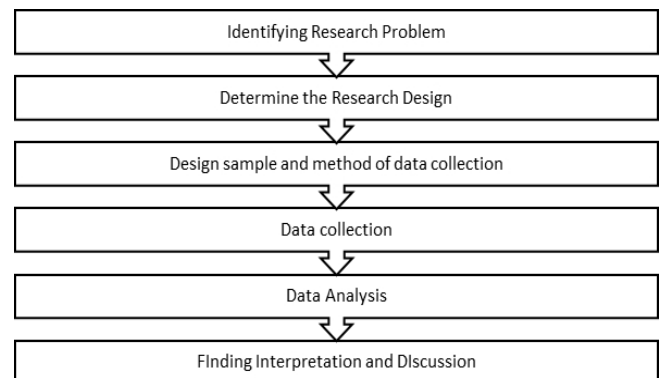 Identifying Research Problem
Determine the Research Design
Design sample and method of data collection
Data collection
Data Analysis
FInding Interpretation and DIscussion